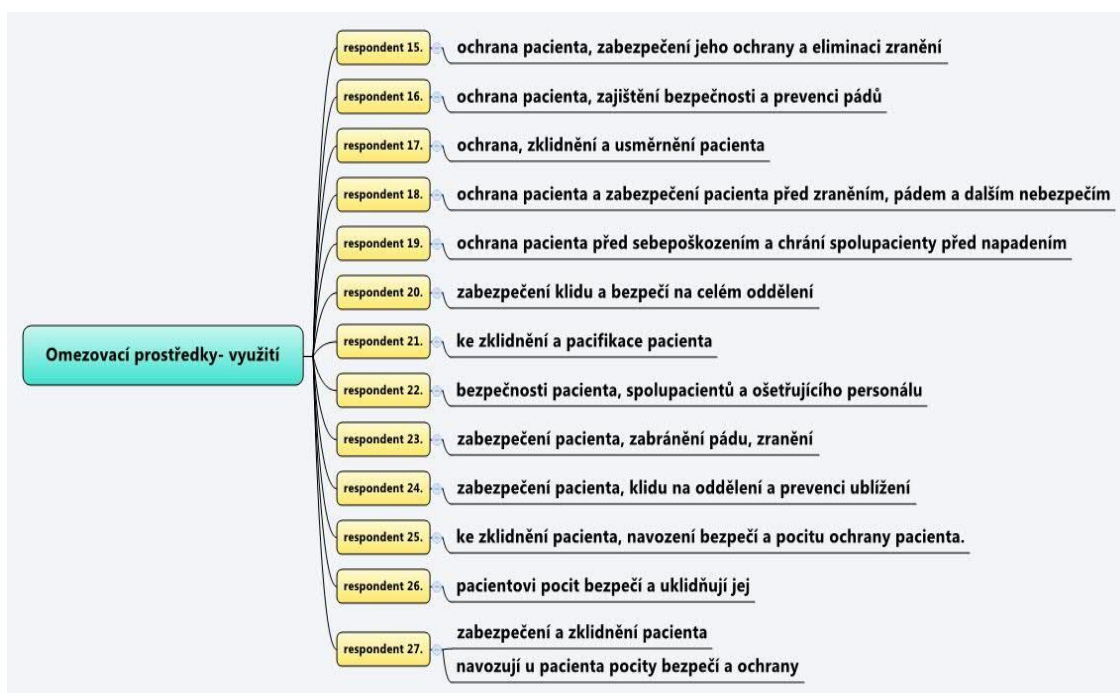 Omezovací prostředky- využití
respondent 15.
ochrana pacienta, zabezpečení jeho ochrany a eliminaci zranění
respondent 16.
ochrana pacienta, zajištění bezpečnosti a prevenci pádů
respondent 17.
ochrana, zklidnění a usměrnění pacienta
respondent 18.
ochrana pacienta a zabezpečení pacienta před zraněním, pádem a dalším nebezpečím
respondent 19.
ochrana pacienta před sebepoškozením a chrání spolupacienty před napadením
respondent 20.
zabezpečení klidu a bezpečí na celém oddělení
respondent 21.
ke zklidnění a pacifikace pacienta
respondent 22.
bezpečnosti pacienta, spolupacientů a ošetřujícího personálu
respondent 23.
zabezpečení pacienta, zabránění pádu, zranění
respondent 24.
zabezpečení pacienta, klidu na oddělení a prevenci ublížení
respondent 25.
ke zklidnění pacienta, navození bezpečí a pocitu ochrany pacienta.
respondent 26.
pacientovi pocit bezpečí a uklidňují jej
respondent 27.
zabezpečení a zklidnění pacienta
navozují u pacienta pocity bezpečí a ochrany